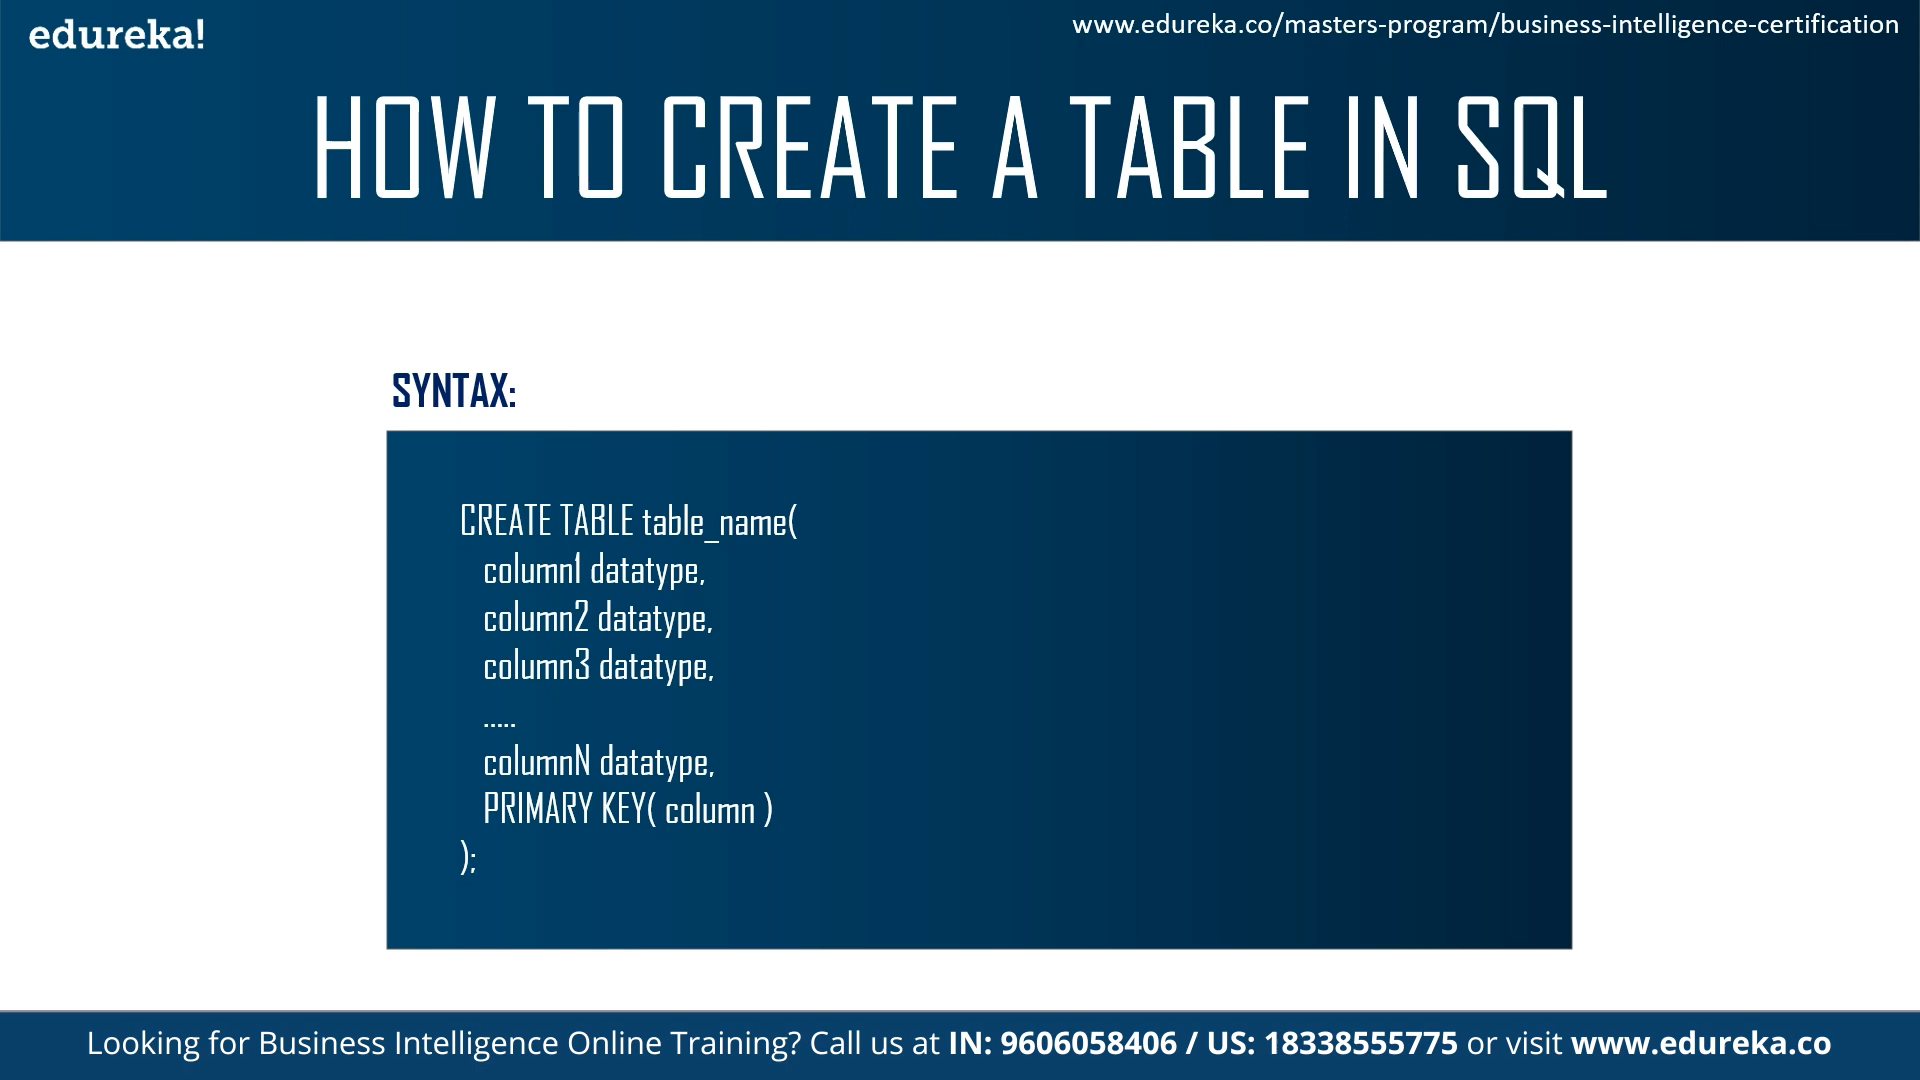 edureka!
www.edureka.co/masters-program/business-intelligence-certification
HOW TO CREATE A TABLE IN SQL
SYNTAX:
CREATE TABLE table_name(
column1 datatype,
column2 datatype,
column3 datatype,
.....
columnN datatype,
PRIMARY KEY( column )
);
Looking for Business Intelligence Online Training? Call us at IN: 9606058406 / US: 18338555775 or visit www.edureka.co